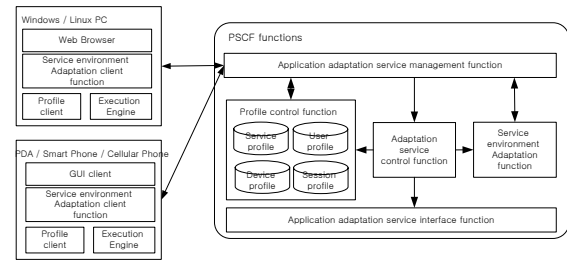 Windows / Linux PC
Web Browser
Service environment
Adaptation client
function
Profile
client
Execution
Engine
PDA / Smart Phone / Cellular Phone
GUI client
Service environment
Adaptation client
function
Profile
client
Execution
Engine
PSCF functions
Application adaptation service management function
Profile control function
Service
profile
User
profile
Device
profile
Session
profile
Adaptation
service
control function
Service
environment
Adaptation
function
Application adaptation service interface function